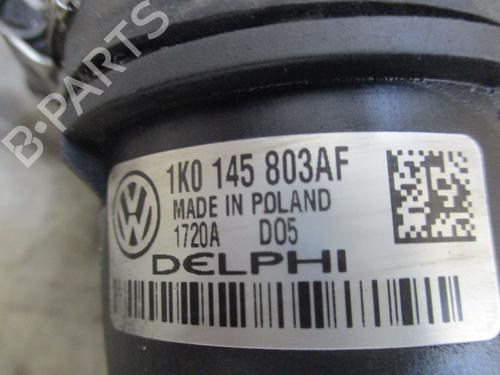 B-PARTS
1K0 145 803AF
MADE IN POLAND
1720A D05
DELPHI